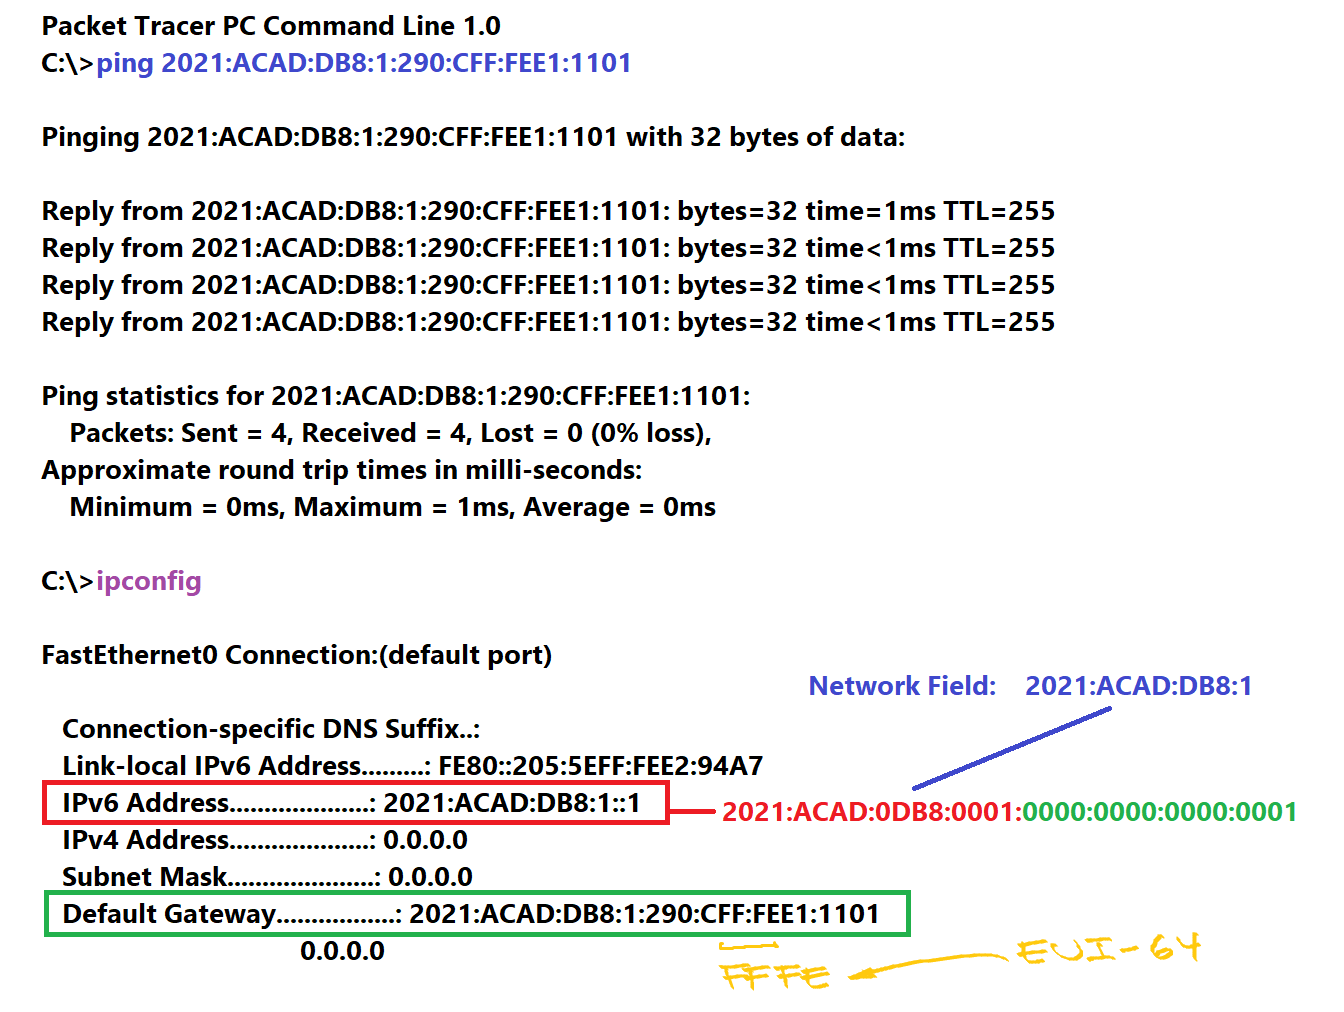 Packet Tracer PC Command Line 1.0
C:\>ping 2021:ACAD:DB8:1:290:CFF:FEE1:1101
Pinging 2021:ACAD:DB8:1:290:CFF:FEE1:1101 with 32 bytes of data:
Reply from 2021:ACAD:DB8:1:290:CFF:FEE1:1101: bytes=32 time=1ms TTL=255
Reply from 2021:ACAD:DB8:1:290:CFF:FEE1:1101: bytes=32 time<1ms TTL=255
Reply from 2021:ACAD:DB8:1:290:CFF:FEE1:1101: bytes=32 time<1ms TTL=255
Reply from 2021:ACAD:DB8:1:290:CFF:FEE1:1101: bytes=32 time<1ms TTL=255
Ping statistics for 2021:ACAD:DB8:1:290:CFF:FEE1:1101:
Packets: Sent = 4, Received = 4, Lost = 0 (0% loss),
Approximate round trip times in milli-seconds:
Minimum = 0ms, Maximum = 1ms, Average = 0ms
C:\>ipconfig
FastEthernet0 Connection:(default port)
Network Field: 2021:ACAD:DB8:1
Connection-specific DNS Suffix..:
Link-local IPv6 Address.........: FE80::205:5EFF:FEE2:94A7
IPv6 Address....................: 2021:ACAD:DB8:1::1
2021:ACAD:0DB8:0001:0000:0000:0000:0001
IPv4 Address....................: 0.0.0.0
Subnet Mask.....................: 0.0.0.0
Default Gateway.................: 2021:ACAD:DB8:1:290:CFF:FEE1:1101
0.0.0.0
EUI-64
FFFE